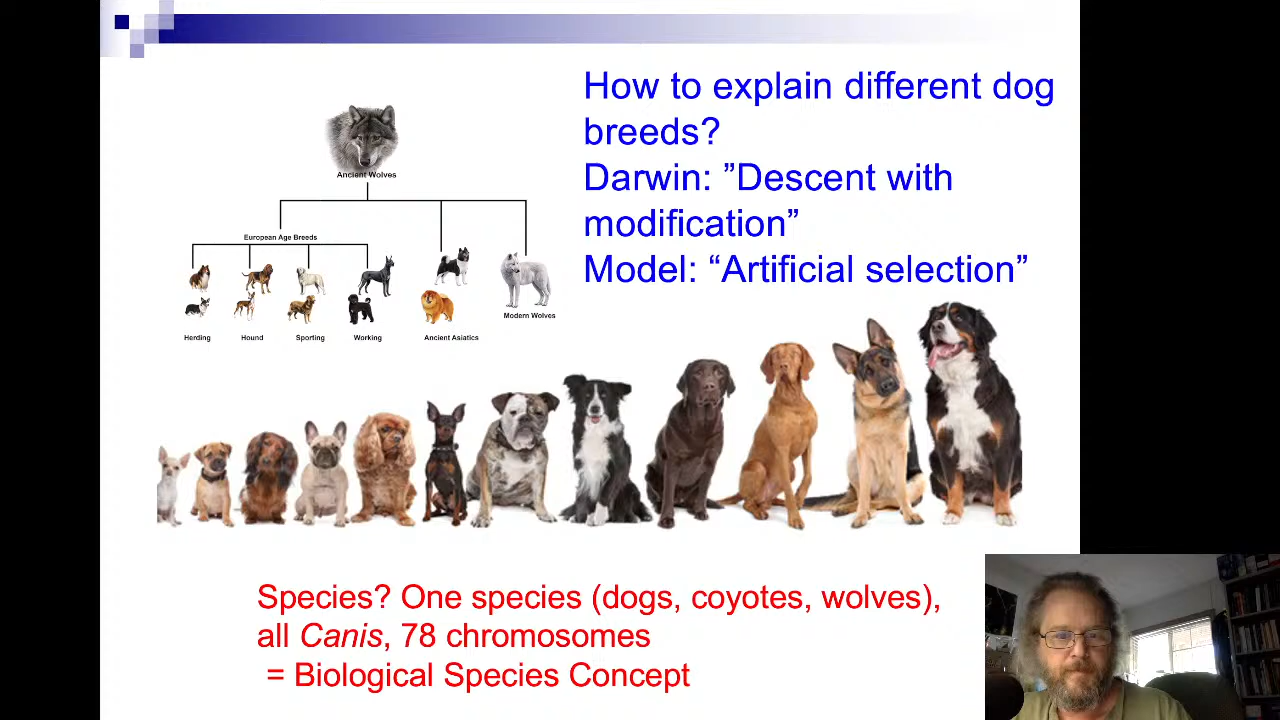 How to explain different dog
breeds?
Darwin: ”Descent with
modification”
Model: “Artificial selection”
Ancient Wolves
European Age Breeds
Modern Wolves
Herding
Hound
Sporting
Working
Ancient Asiatics
Species? One species (dogs, coyotes, wolves),
all Canis, 78 chromosomes
= Biological Species Concept